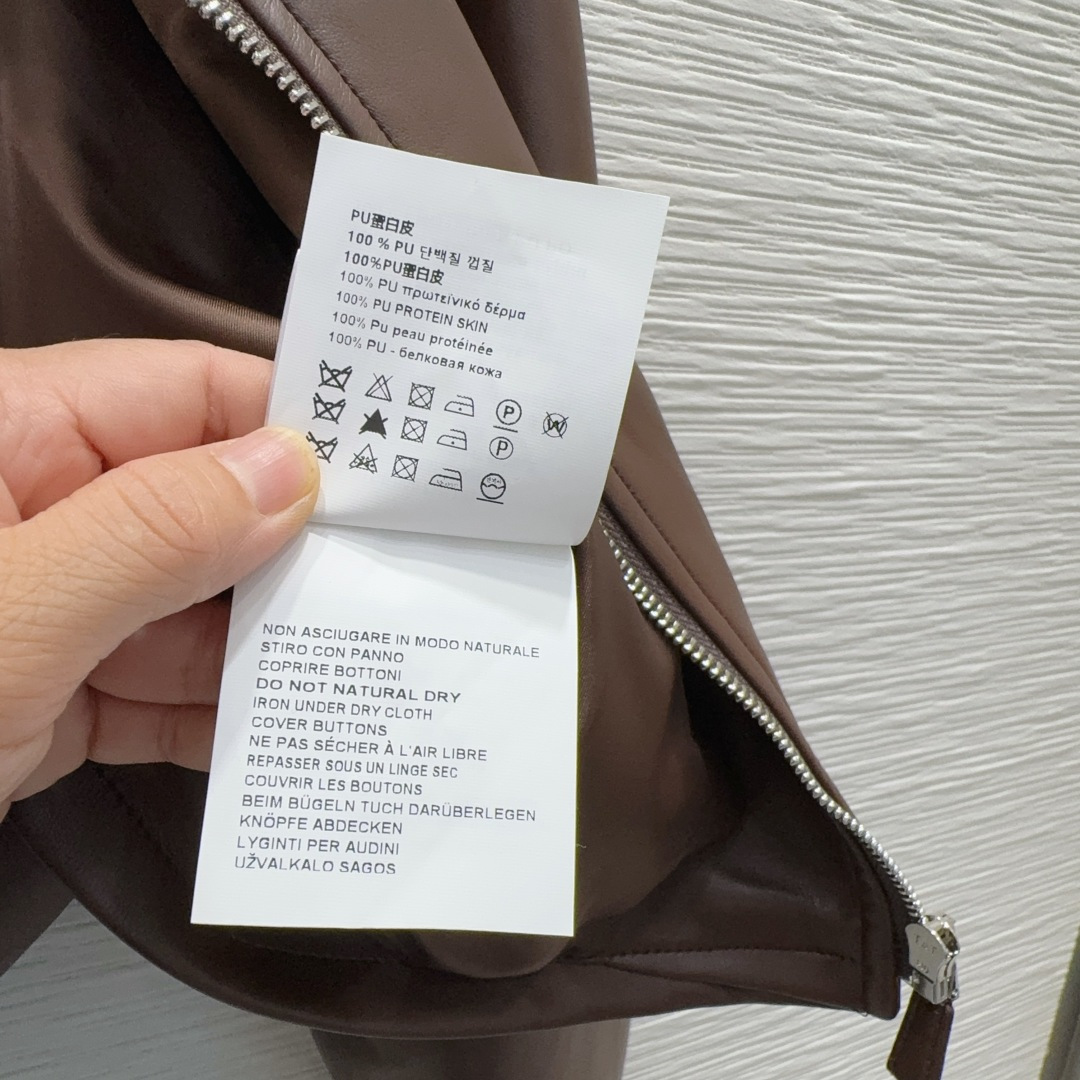 PU蛋白皮
100 % PU 단백질 껍질
100%PU蛋白皮
100% PU πρωτεϊνικό δέρμα
100% PU PROTEIN SKIN
100% Pu peau protéinée
100% PU - белковая кожа
P
W
P
NON ASCIUGARE IN MODO NATURALE
STIRO CON PANNO
COPRIRE BOTTONI
DO NOT NATURAL DRY
IRON UNDER DRY CLOTH
COVER BUTTONS
NE PAS SÉCHER À L'AIR LIBRE
REPASSER SOUS UN LINGE SEC
COUVRIR LES BOUTONS
BEIM BÜGELN TUCH DARÜBERLEGEN
KNÖPFE ABDECKEN
LYGINTI PER AUDINI
UŽVALKALO SAGOS